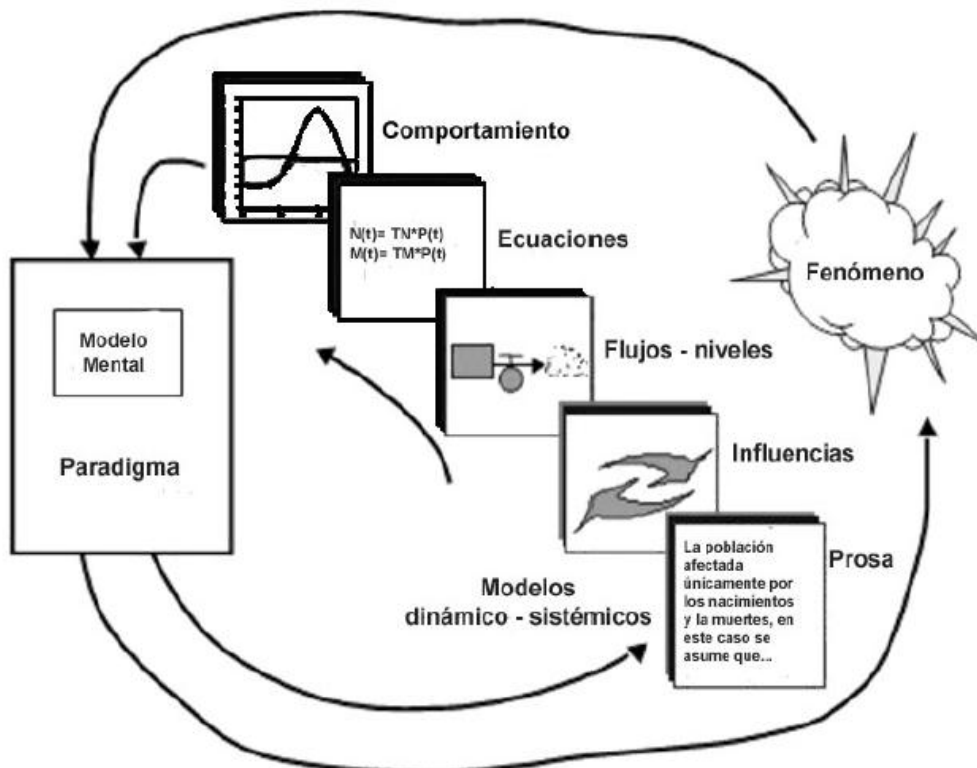 Comportamiento
N(t)= TN*P(t)
M(t)= TM*P(t)
Ecuaciones
Fenómeno
Modelo
Mental
Paradigma
Flujos - niveles
Influencias
La población
afectada
únicamente por
los nacimientos
y la muertes, en
este caso se
asume que...
Prosa
Modelos
dinámico - sistémicos